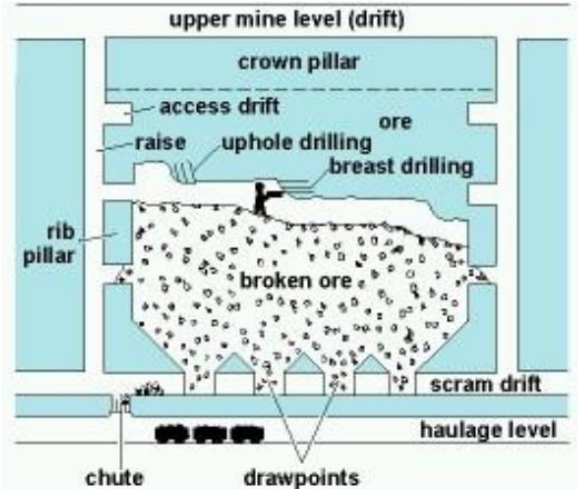 upper mine level (drift)
crown pillar
access drift
ore
raise
uphole drilling
breast drilling
rib
pillar
broken ore
scram drift
haulage level
chute
drawpoints